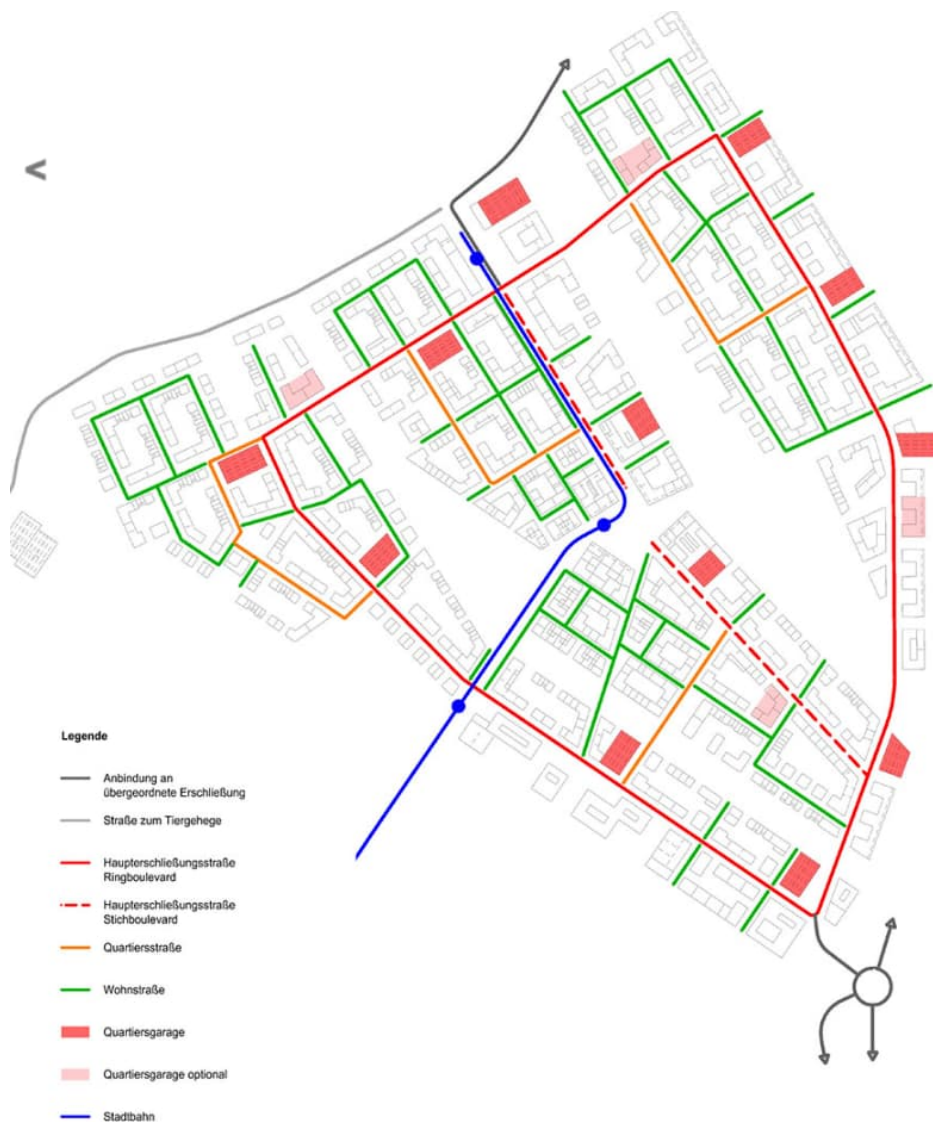 Legende
Anbindung an
übergeordnete Erschließung
Straße zum Tiergehege
Haupterschließungsstraße
Ringboulevard
Haupterschließungsstraße
Stichboulevard
Quartiersstraße
Wohnstraße
Quartiersgarage
Quartiersgarage optional
Stadtbahn